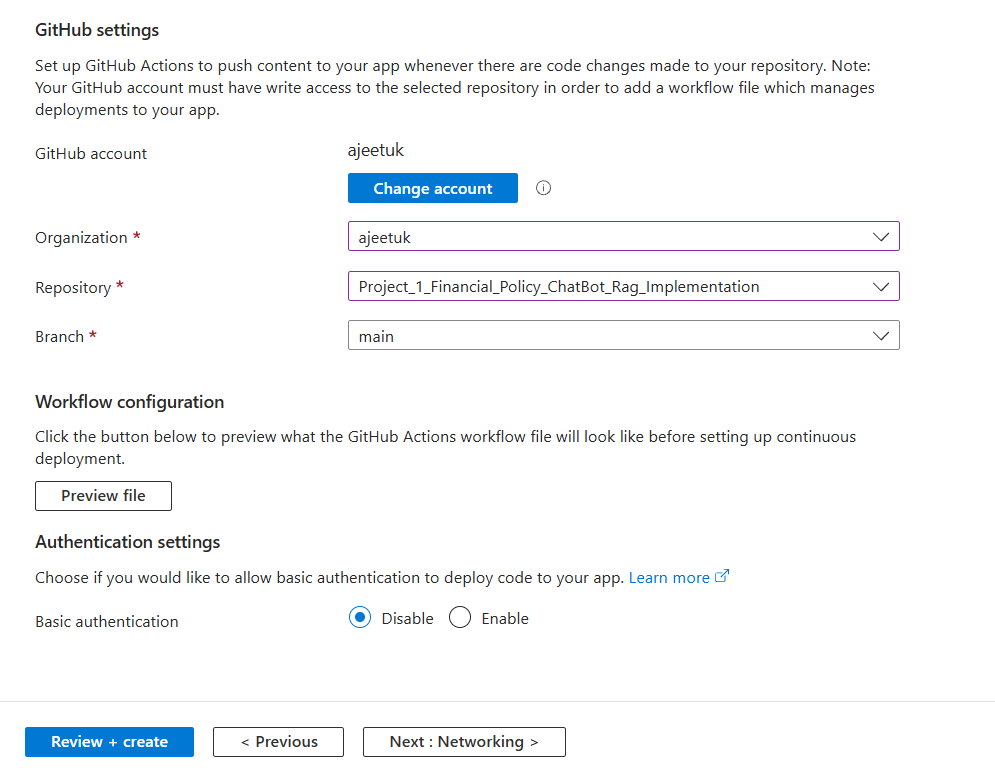 GitHub settings
Set up GitHub Actions to push content to your app whenever there are code changes made to your repository. Note:
Your GitHub account must have write access to the selected repository in order to add a workflow file which manages
deployments to your app.
GitHub account
ajeetuk
Change account
Organization *
ajeetuk
Repository *
Project_1_Financial_Policy_ChatBot_Rag_Implementation
Branch *
main
Workflow configuration
Click the button below to preview what the GitHub Actions workflow file will look like before setting up continuous
deployment.
Preview file
Authentication settings
Choose if you would like to allow basic authentication to deploy code to your app. Learn more
Basic authentication
Disable
Enable
Review + create
< Previous
Next : Networking >